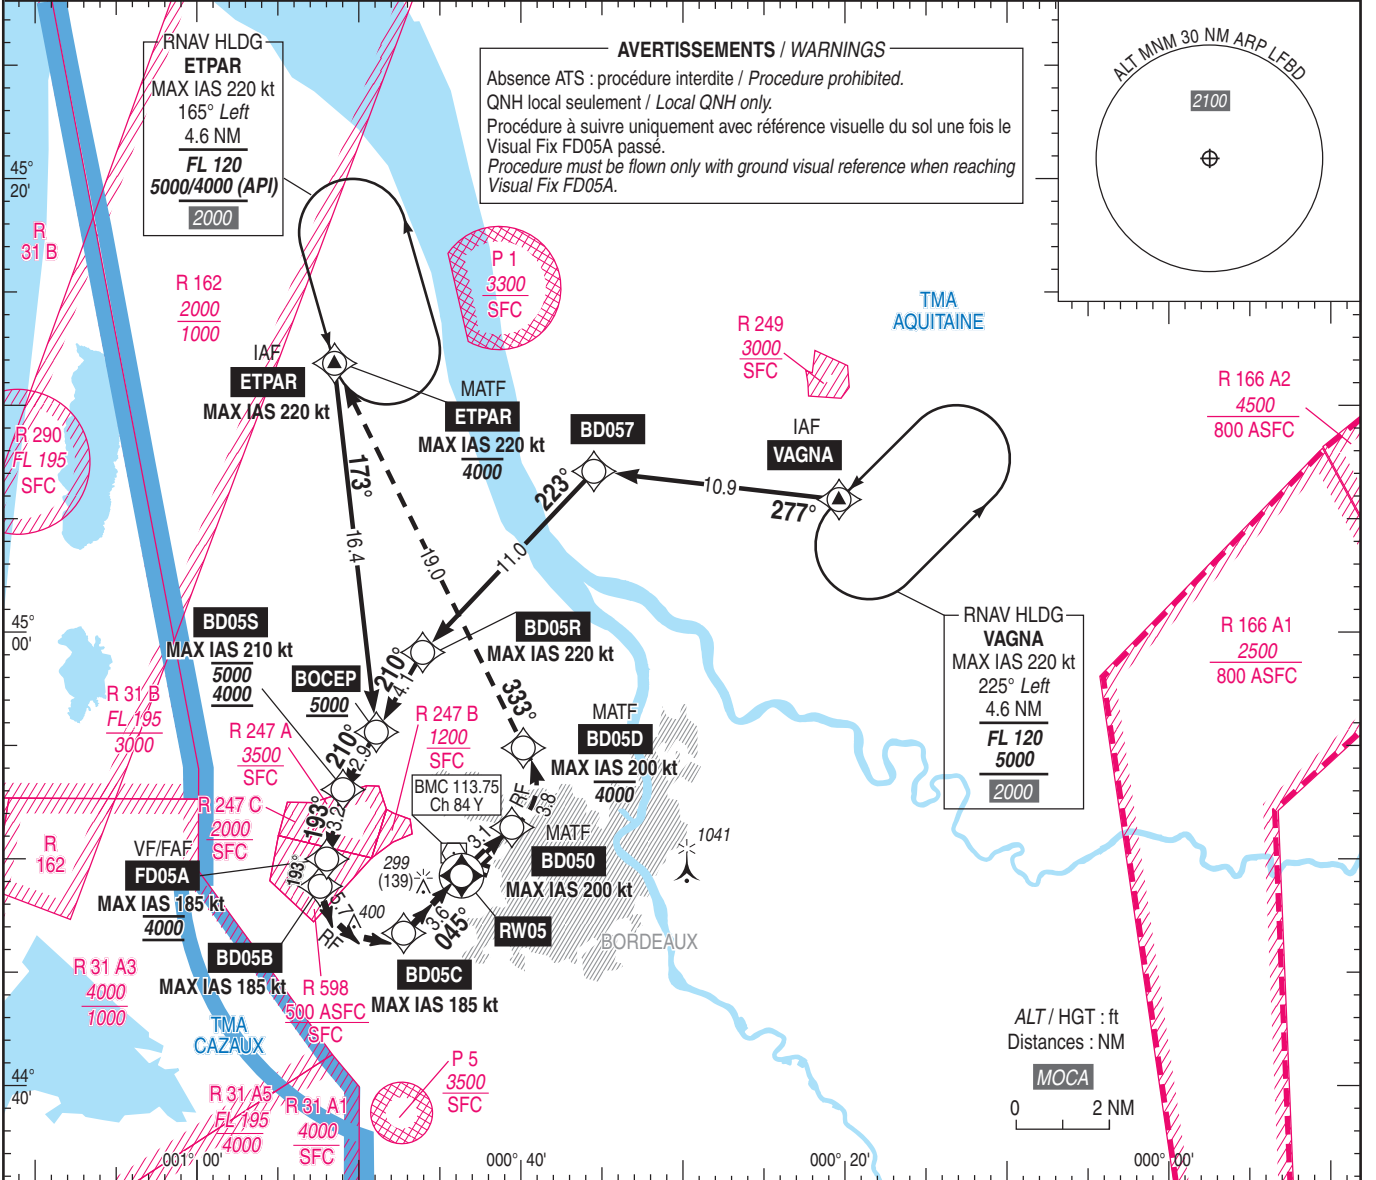 RNAV HLDG
ETPAR
MAX IAS 220 kt
165° Left
4.6 NM
FL 120
5000/4000 (API)
2000
AVERTISSEMENTS / WARNINGS
Absence ATS : procédure interdite / Procedure prohibited.
QNH local seulement / Local QNH only.
Procédure à suivre uniquement avec référence visuelle du sol une fois le
Visual Fix FD05A passé.
Procedure must be flown only with ground visual reference when reaching
Visual Fix FD05A.
ALT MNM 30 NM ARP LFBD
2100
45°
20'
R
31 B
R 162
2000
1000
P 1
3300
SFC
TMA
AQUITAINE
R 249
3000
SFC
IAF
ETPAR
MAX IAS 220 kt
MATF
ETPAR
MAX IAS 220 kt
4000
BD057
IAF
VAGNA
R 166 A2
4500
800 ASFC
R 290
FL 195
SFC
173°
16.4
19.0
223°
11.0
10.9
277°
45°
00'
BD05S
MAX IAS 210 kt
5000
4000
BD05R
MAX IAS 220 kt
RNAV HLDG
VAGNA
MAX IAS 220 kt
225° Left
4.6 NM
FL 120
5000
2000
R 166 A1
2500
800 ASFC
BOCEP
5000
210°
4.1
333°
R 31 B
FL 195
3000
R 247 A
3500
SFC
210°
2.9
R 247 B
1200
SFC
MATF
BD05D
MAX IAS 200 kt
4000
BMC 113.75
Ch 84 Y
RF
3.8
R 247 C
2000
SFC
193°
3.2
3.1
MATF
BD050
MAX IAS 200 kt
1041
R
162
VF/FAF
FD05A
MAX IAS 185 kt
4000
193°
299
(139)
5.7
RF
400
3.6
045°
RW05
BORDEAUX
BD05B
MAX IAS 185 kt
BD05C
MAX IAS 185 kt
R 31 A3
4000
1000
R 598
500 ASFC
SFC
TMA
CAZAUX
P 5
3500
SFC
ALT / HGT : ft
Distances : NM
MOCA
0 2 NM
44°
40'
R 31 A5
FL 195
4000
R 31 A1
4000
SFC
001° 00'
000° 40'
000° 20'
000° 00'